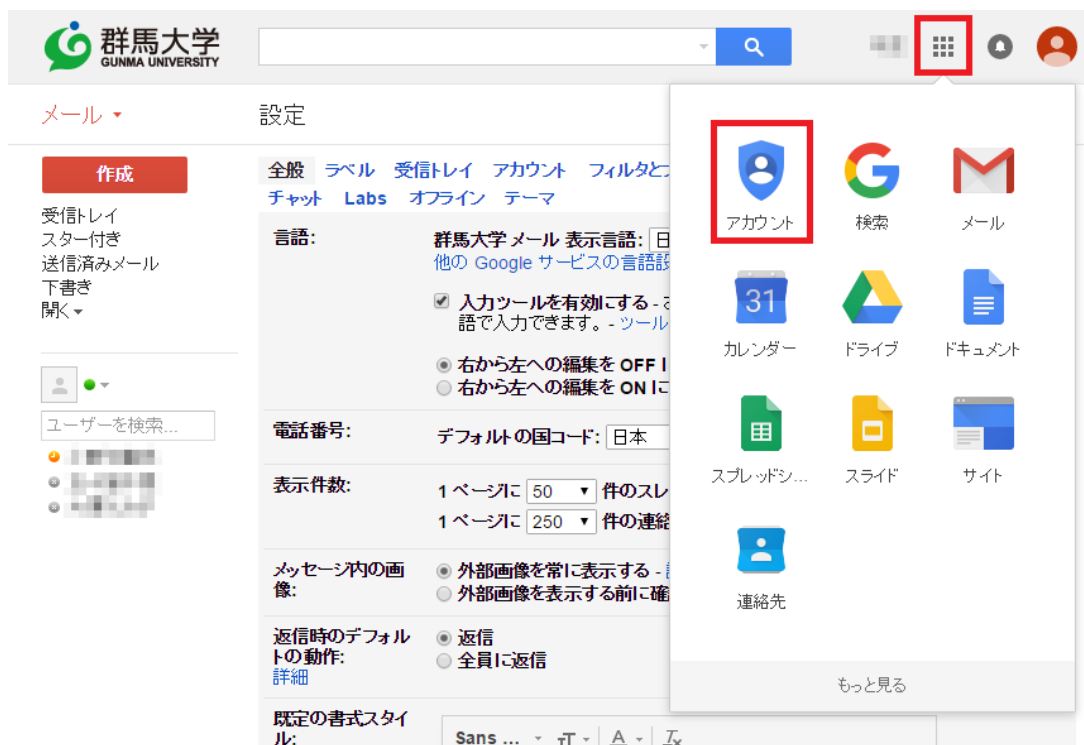 群馬大学
GUNMA UNIVERSITY
メール
設定
作成
受信トレイ
スター付き
送信済みメール
下書き
開く
ユーザーを検索...
全般 ラベル 受信トレイ アカウント フィルタと
チャット Labs オフライン テーマ
言語:
群馬大学 メール 表示言語: 日
他の Google サービスの言語設
入力ツールを有効にする -
語で入力できます。 - ツール
右から左への編集を OFF
右から左への編集を ON に
電話番号:
デフォルトの国コード: 日本
表示件数:
1 ページに 50 件のスレ
1 ページに 250 件の連絡
メッセージ内の画
像:
外部画像を常に表示する -
外部画像を表示する前に確
返信時のデフォル
トの動作:
詳細
返信
全員に返信
既定の書式スタイ
ル:
Sans ... тT A Tx
アカウント 検索 メール
31
カレンダー ドライブ ドキュメント
スプレッドシ... スライド サイト
連絡先
もっと見る